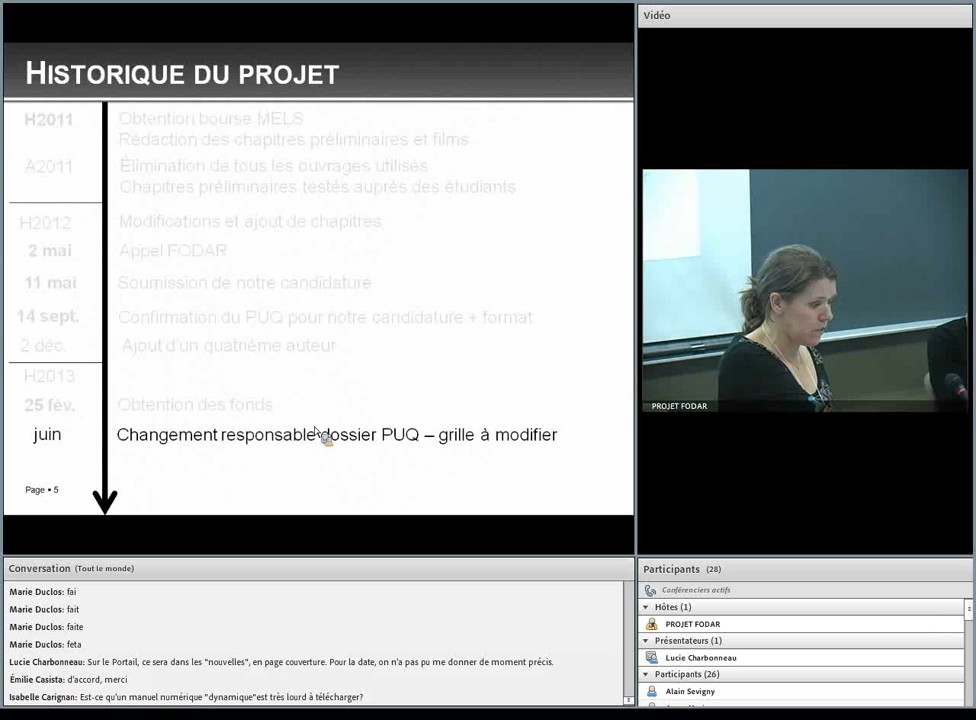 HISTORIQUE DU PROJET
H2011 Obtention bourse MELS
Rédaction des chapitres préliminaires et films
A2011 Élimination de tous les ouvrages utilisés
Chapitres préliminaires testés auprès des étudiants
H2012 Modifications et ajout de chapitres
2 mai Appel FODAR
11 mai Soumission de notre candidature
14 sept. Confirmation du PUQ pour notre candidature + format
2 déc. Ajout d'un quatrième auteur
H2013
25 fév. Obtention des fonds
juin Changement responsable dossier PUQ – grille à modifier
Page ▪ 5
Vidéo
PROJET FODAR
Conversation (Tout le monde)
Marie Duclos: fai
Marie Duclos: fait
Marie Duclos: faite
Marie Duclos: feta
Lucie Charbonneau: Sur le Portail, ce sera dans les "nouvelles", en page couverture. Pour la date, on n'a pas pu me donner de moment précis.
Émilie Casista: d'accord, merci
Isabelle Carignan: Est-ce qu'un manuel numérique "dynamique"est très lourd à télécharger?
Participants (28)
Conférenciers actifs
Hôtes (1)
PROJET FODAR
Présentateurs (1)
Lucie Charbonneau
Participants (26)
Alain Sevigny